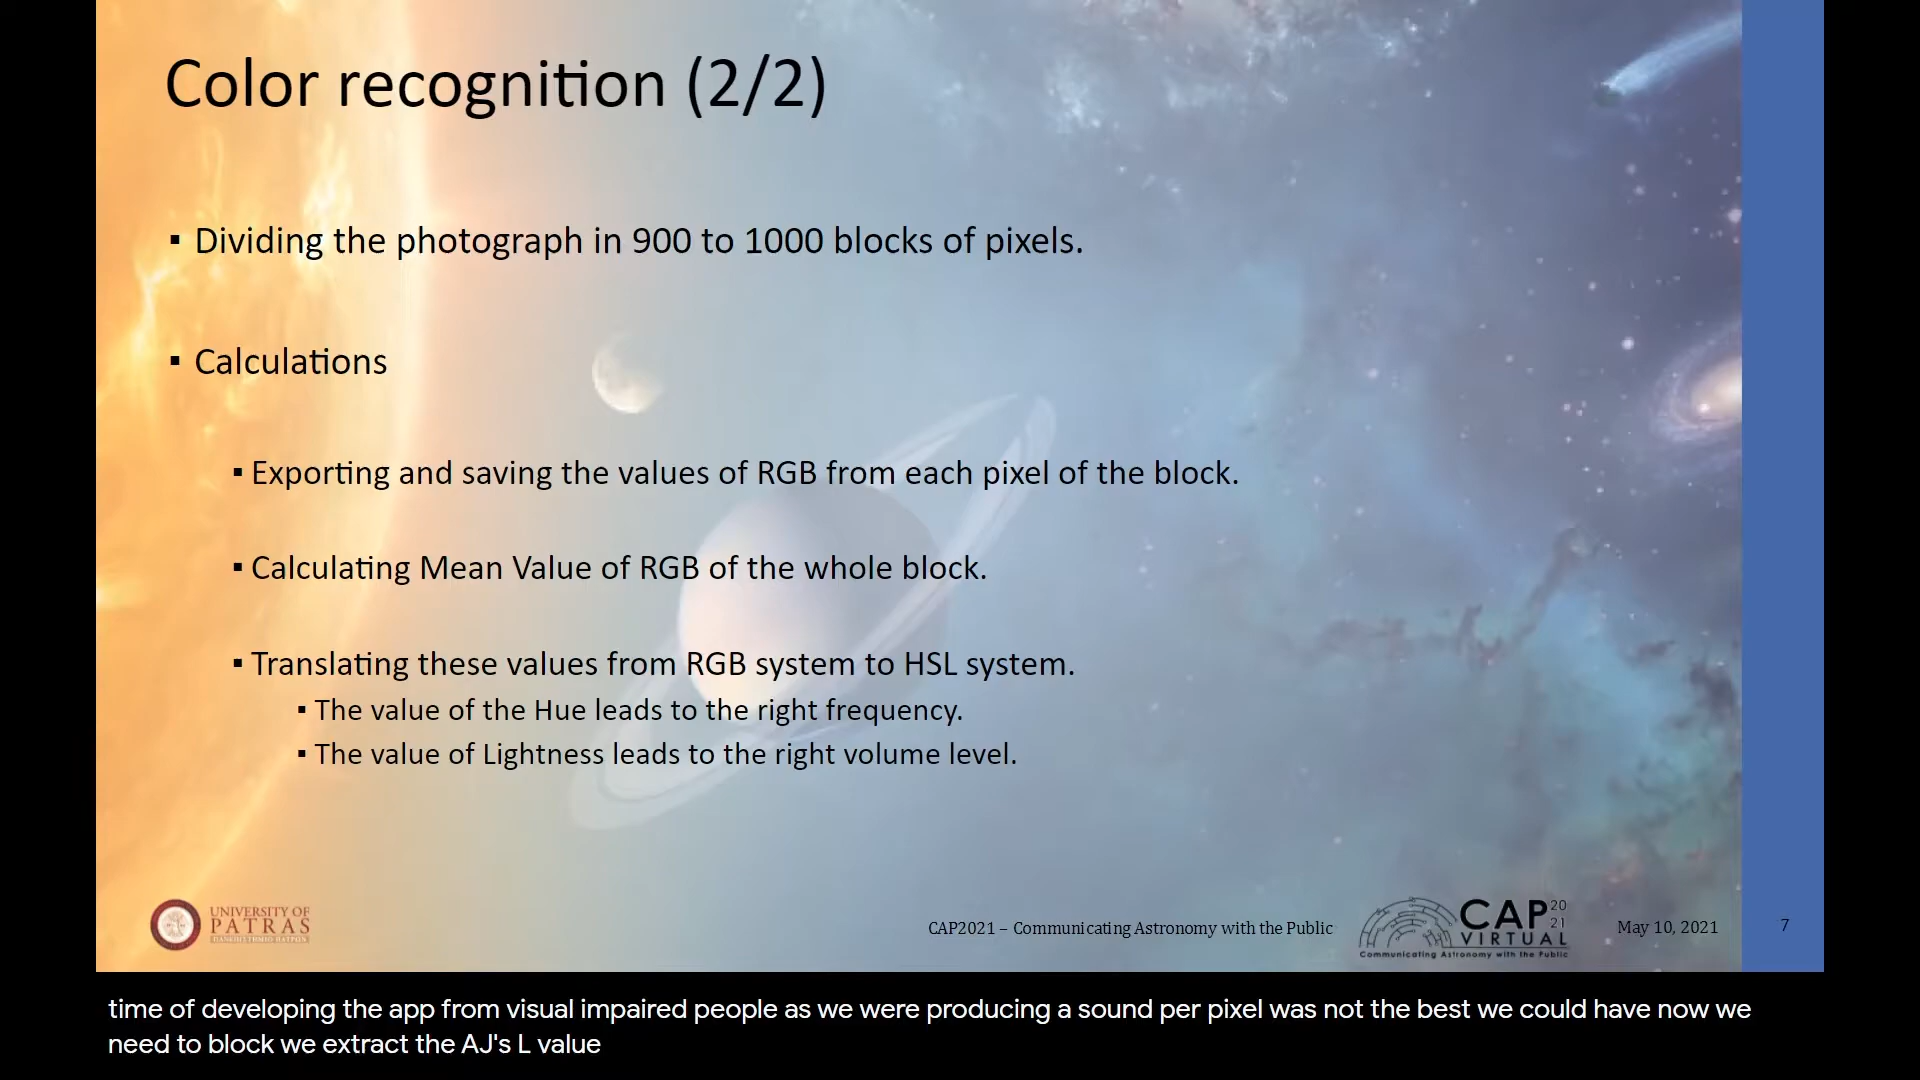 Color recognition (2/2)
▪ Dividing the photograph in 900 to 1000 blocks of pixels.
▪ Calculations
▪ Exporting and saving the values of RGB from each pixel of the block.
▪ Calculating Mean Value of RGB of the whole block.
▪ Translating these values from RGB system to HSL system.
▪ The value of the Hue leads to the right frequency.
▪ The value of Lightness leads to the right volume level.
UNIVERSITY OF
PATRAS
ΠΑΝΕΠΙΣΤΗΜΙΟ ΠΑΤΡΩΝ
CAP2021 – Communicating Astronomy with the Public
CAP 20
21
VIRTUAL
Communicating Astronomy with the Public
May 10, 2021
7
time of developing the app from visual impaired people as we were producing a sound per pixel was not the best we could have now we
need to block we extract the AJ's L value